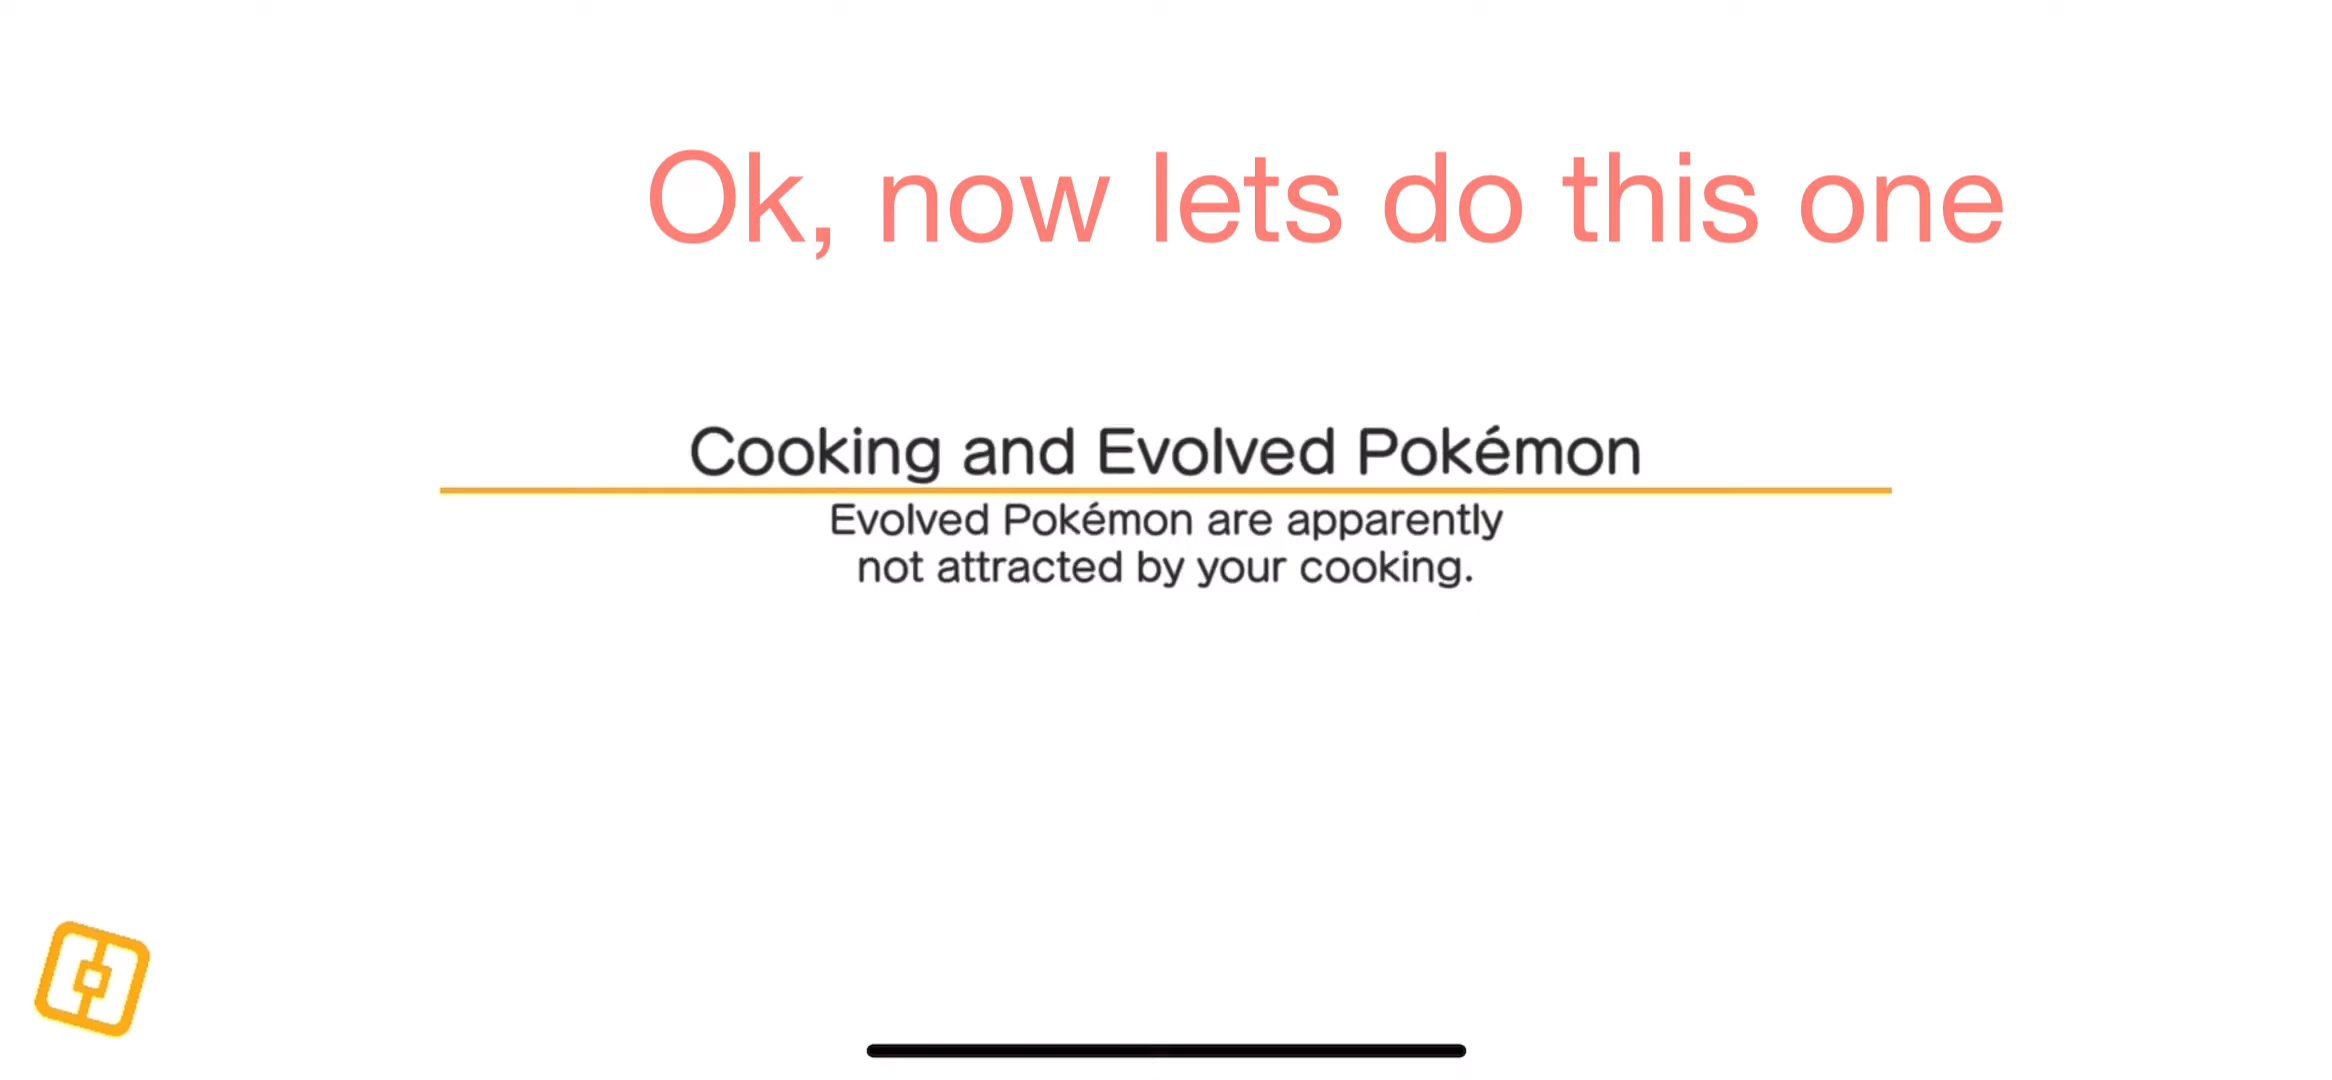 Ok, now lets do this one
Cooking and Evolved Pokémon
Evolved Pokémon are apparently
not attracted by your cooking.